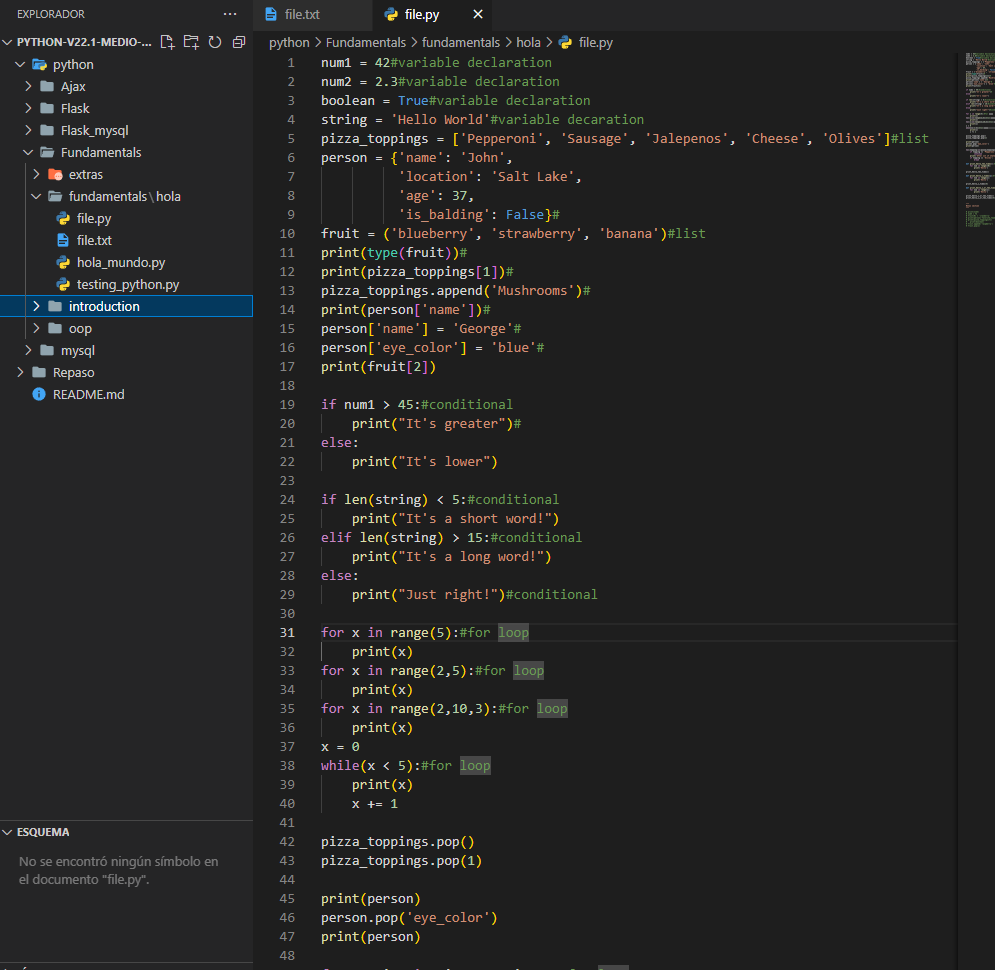 EXPLORADOR
PYTHON-V22.1-MEDIO-...
python
Ajax
Flask
Flask_mysql
Fundamentals
extras
fundamentals\hola
file.py
file.txt
hola_mundo.py
testing_python.py
introduction
oop
mysql
Repaso
README.md
ESQUEMA
No se encontró ningún símbolo en
el documento "file.py".
file.txt
file.py
python > Fundamentals > fundamentals > hola > file.py
1 num1 = 42#variable declaration
2 num2 = 2.3#variable declaration
3 boolean = True#variable declaration
4 string = 'Hello World'#variable decaration
5 pizza_toppings = ['Pepperoni', 'Sausage', 'Jalepenos', 'Cheese', 'Olives']#list
6 person = {'name': 'John',
7 'location': 'Salt Lake',
8 'age': 37,
9 'is_balding': False}#
10 fruit = ('blueberry', 'strawberry', 'banana')#list
11 print(type(fruit))#
12 print(pizza_toppings[1])#
13 pizza_toppings.append('Mushrooms')#
14 print(person['name'])#
15 person['name'] = 'George'#
16 person['eye_color'] = 'blue'#
17 print(fruit[2])
18
19 if num1 > 45:#conditional
20 print("It's greater")#
21 else:
22 print("It's lower")
23
24 if len(string) < 5:#conditional
25 print("It's a short word!")
26 elif len(string) > 15:#conditional
27 print("It's a long word!")
28 else:
29 print("Just right!")#conditional
30
31 for x in range(5):#for loop
32 print(x)
33 for x in range(2,5):#for loop
34 print(x)
35 for x in range(2,10,3):#for loop
36 print(x)
37 x = 0
38 while(x < 5):#for loop
39 print(x)
40 x += 1
41
42 pizza_toppings.pop()
43 pizza_toppings.pop(1)
44
45 print(person)
46 person.pop('eye_color')
47 print(person)
48